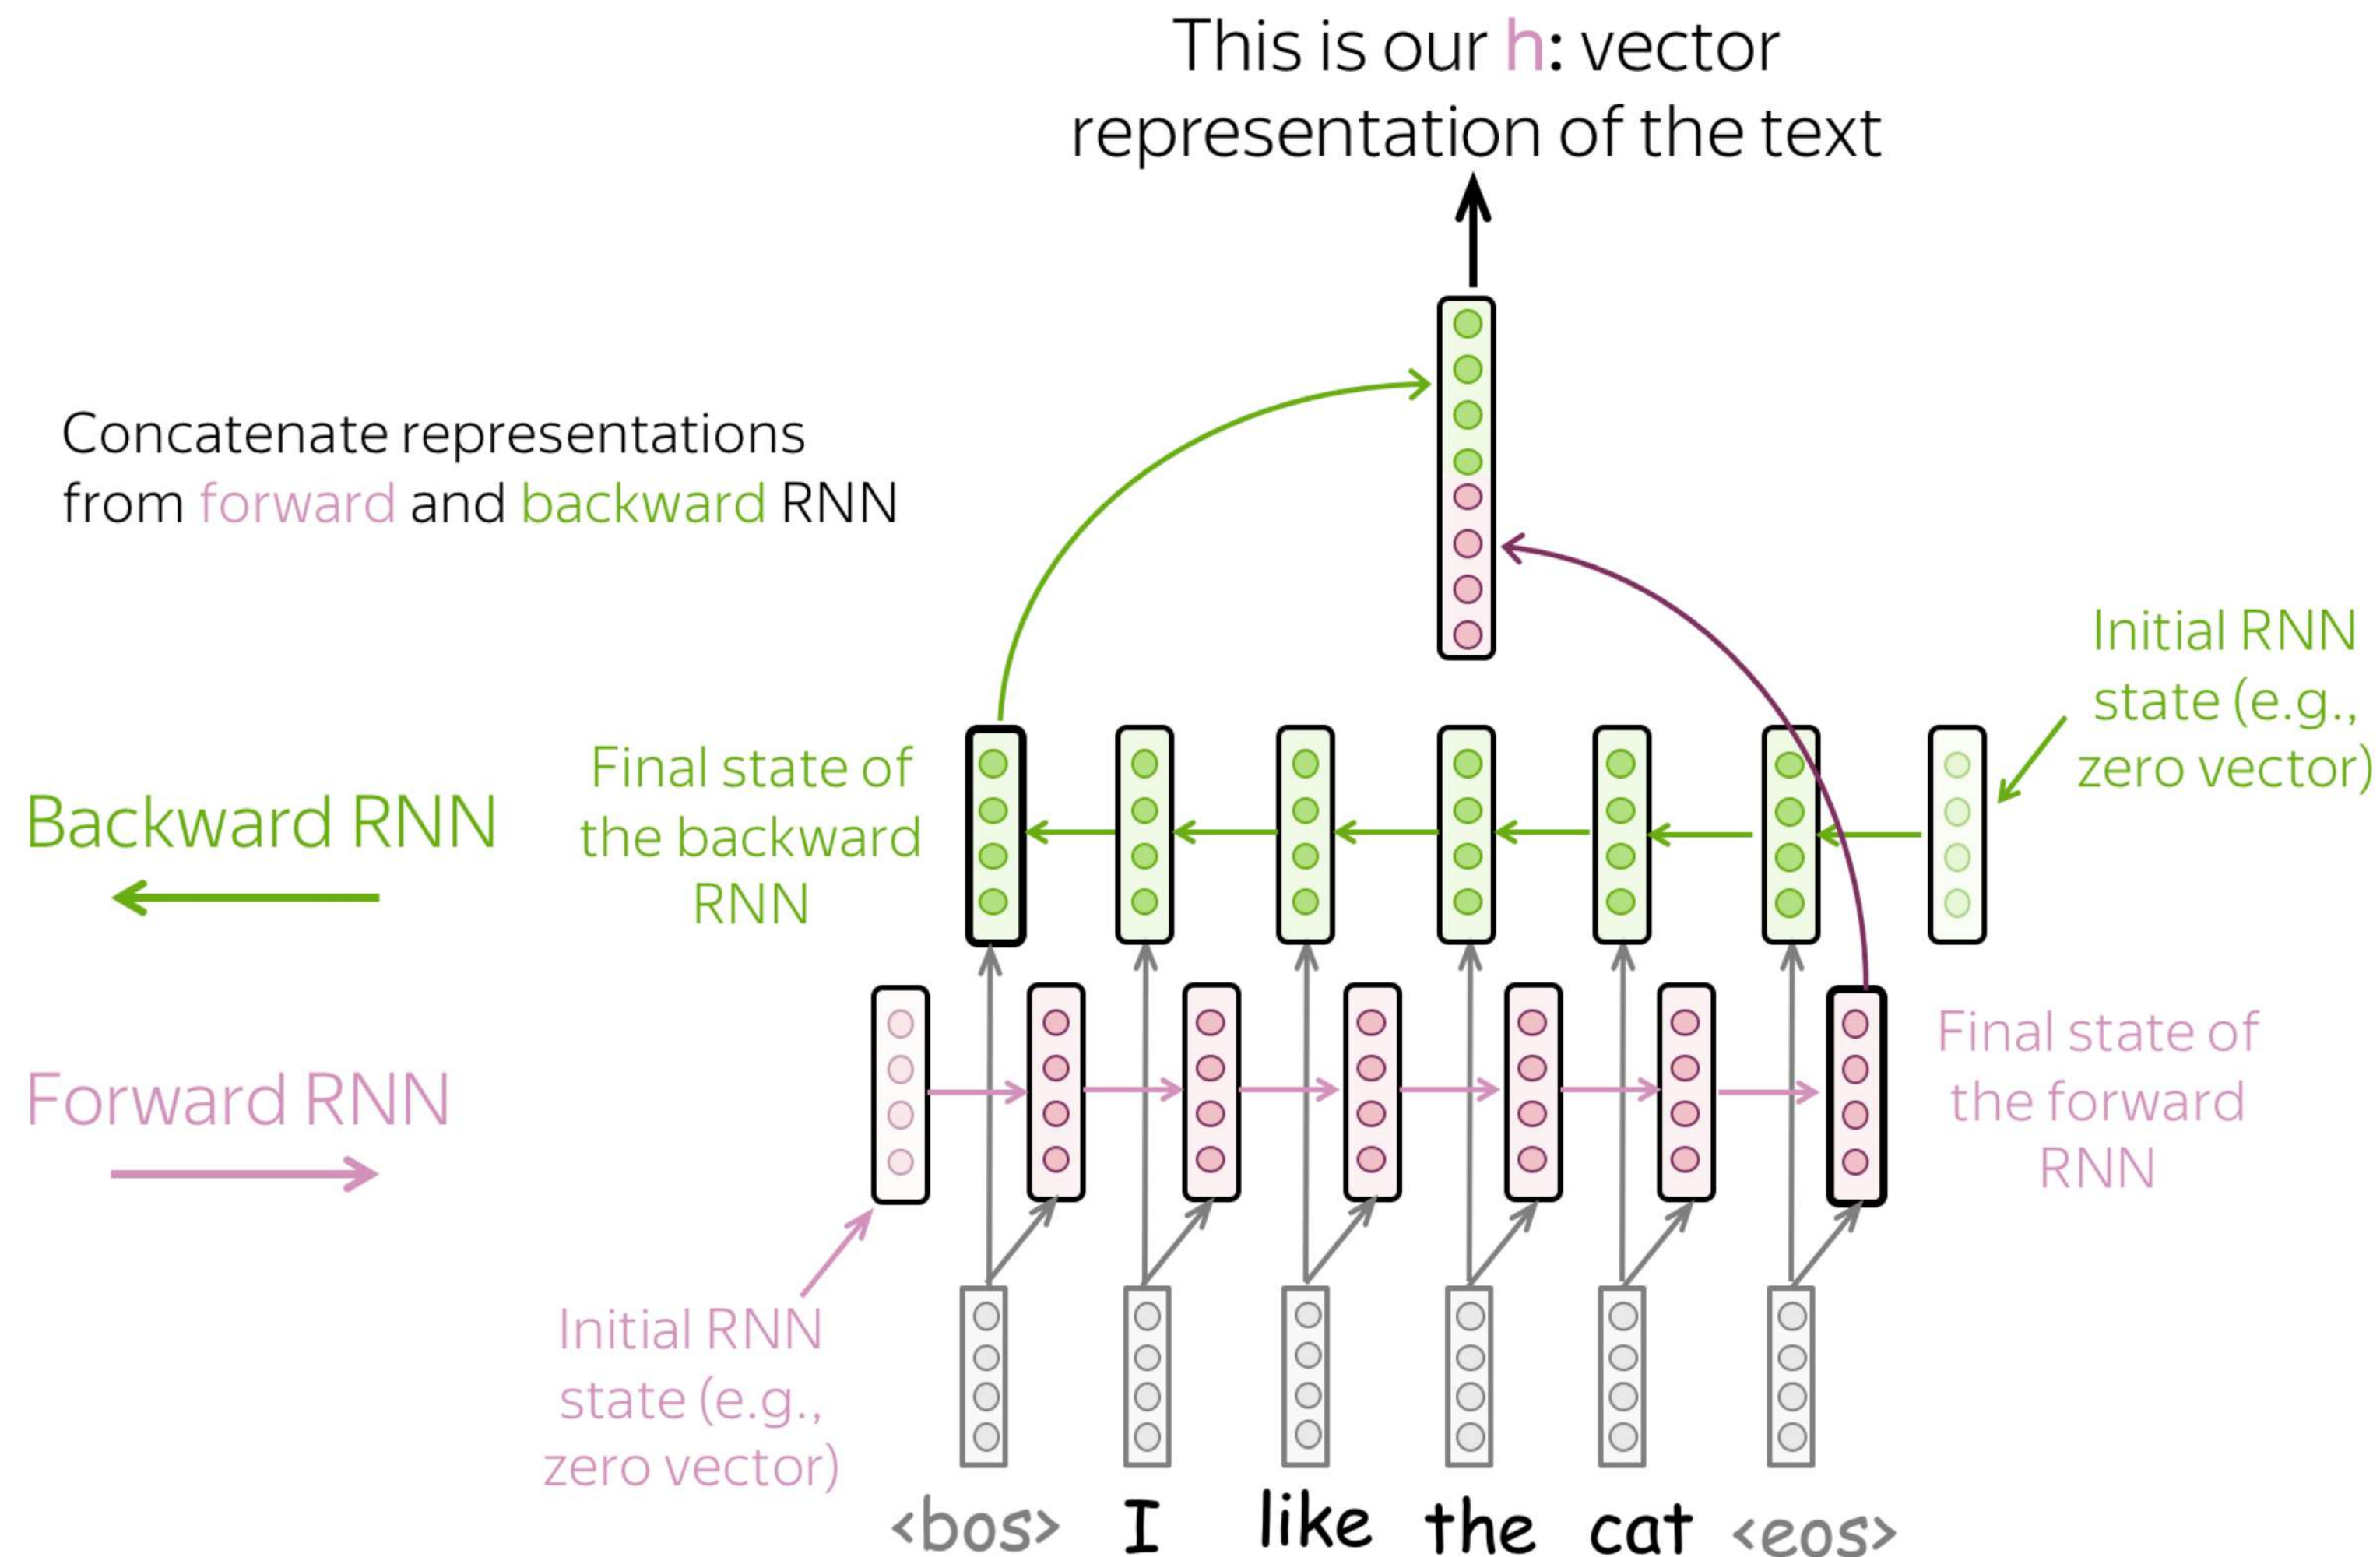 This is our h: vector
representation of the text
Concatenate representations
from forward and backward RNN
Initial RNN
state (e.g.,
zero vector)
Backward RNN
Final state of
the backward
RNN
Forward RNN
Final state of
the forward
RNN
Initial RNN
state (e.g.,
zero vector)
<bos> I like the cat <eos>